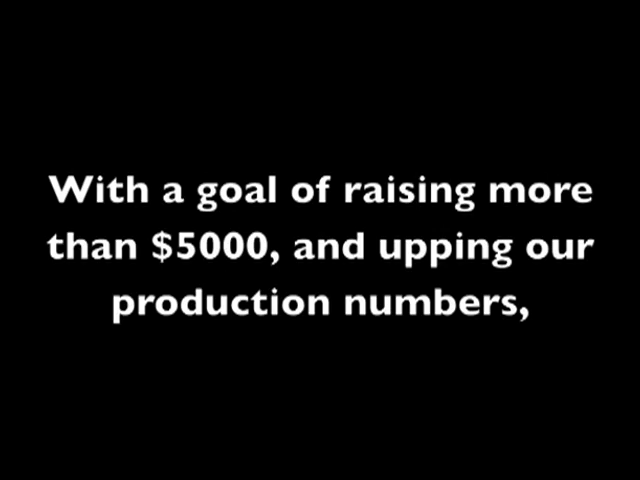 With a goal of raising more
than $5000, and upping our
production numbers,